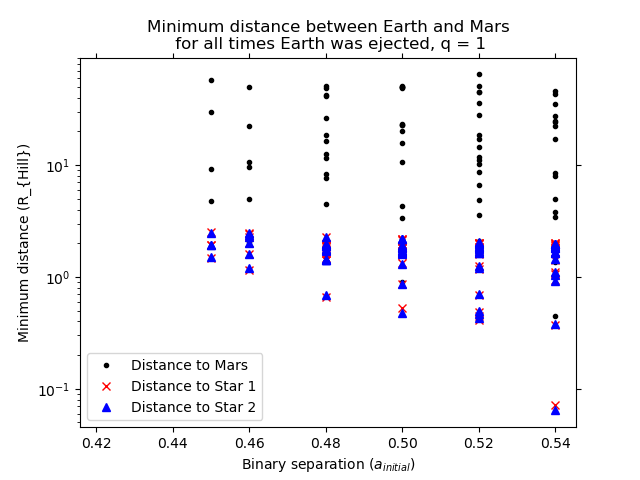 Minimum distance between Earth and Mars
for all times Earth was ejected, q = 1
Minimum distance (R_{Hill})
10¹
10⁰
10⁻¹
Distance to Mars
Distance to Star 1
Distance to Star 2
0.42 0.44 0.46 0.48 0.50 0.52 0.54
Binary separation (a_{initial})